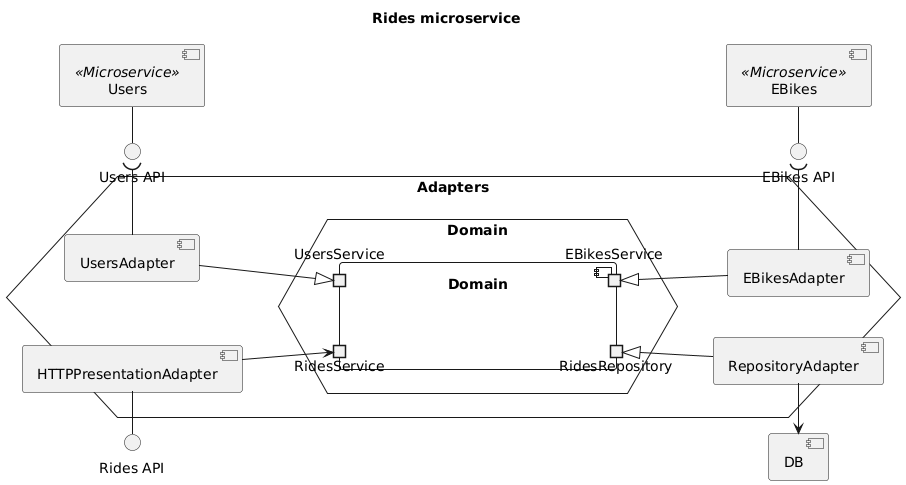 Rides microservice
«Microservice»
Users
«Microservice»
EBikes
Users API
EBikes API
Adapters
Domain
UsersService
EBikesService
UsersAdapter
Domain
EBikesAdapter
HTTPPresentationAdapter
RidesService
RidesRepository
RepositoryAdapter
Rides API
DB